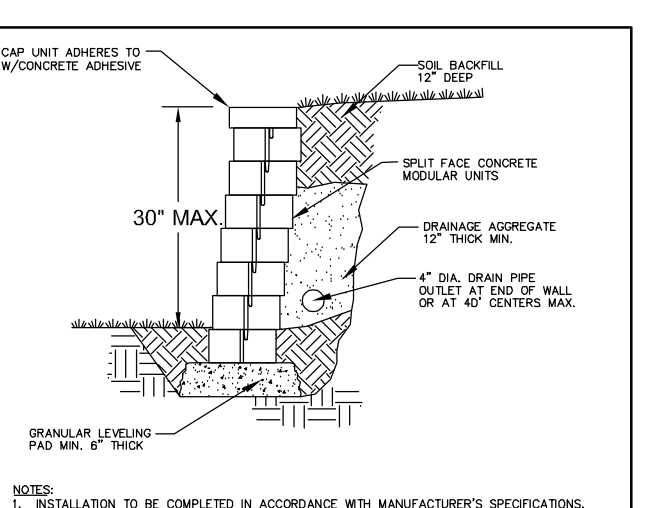 CAP UNIT ADHERES TO
W/CONCRETE ADHESIVE
SOIL BACKFILL
12" DEEP
SPLIT FACE CONCRETE
MODULAR UNITS
30" MAX.
DRAINAGE AGGREGATE
12" THICK MIN.
4" DIA. DRAIN PIPE
OUTLET AT END OF WALL
OR AT 4D' CENTERS MAX.
GRANULAR LEVELING
PAD MIN. 6" THICK
NOTES:
1. INSTALLATION TO BE COMPLETED IN ACCORDANCE WITH MANUFACTURER'S SPECIFICATIONS.